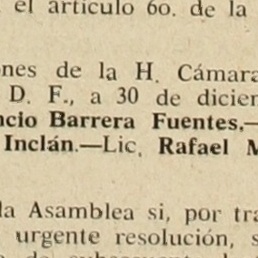 el artículo 6o. de la
nes de la H. Cámara
D. F., a 30 de dicien
ncio Barrera Fuentes,—
Inclán.—Lic. Rafael M
la Asamblea si, por tra
urgente resolución, s